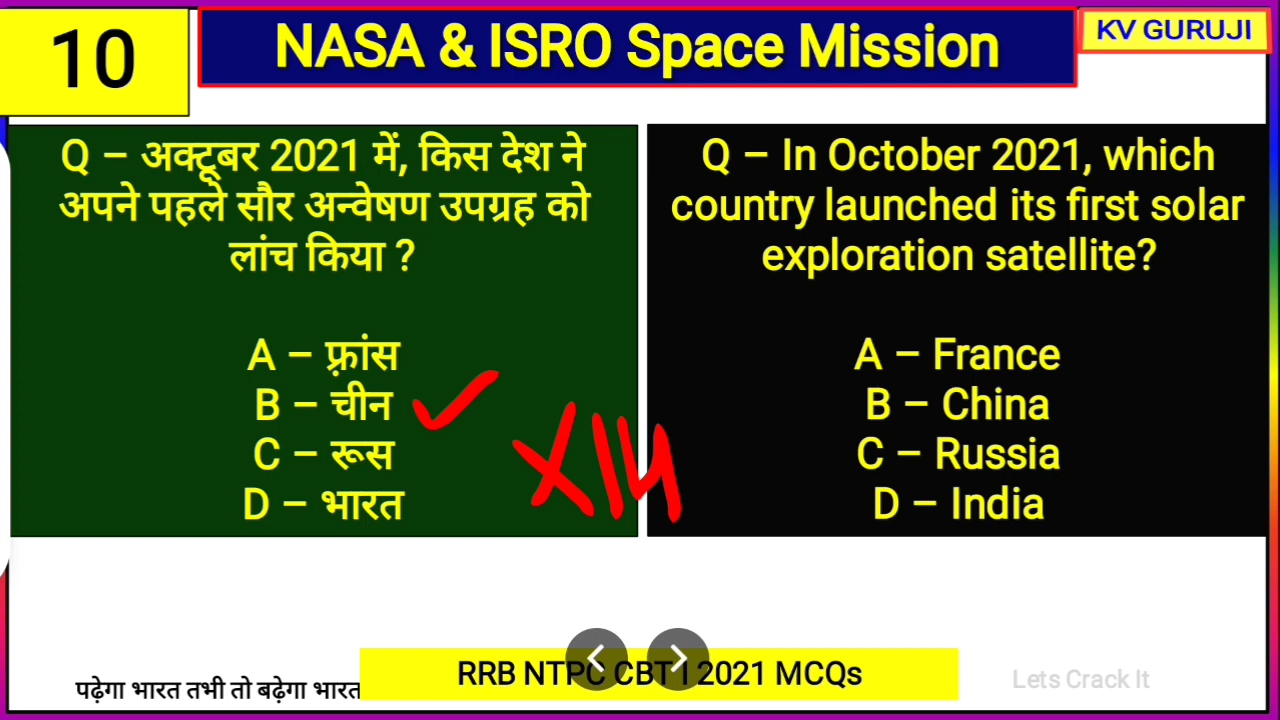 10
NASA & ISRO Space Mission
KV GURUJI
Q – अक्टूबर 2021 में, किस देश ने
अपने पहले सौर अन्वेषण उपग्रह को
लांच किया ?
A – फ़्रांस
B – चीन
C – रूस
D – भारत
Q – In October 2021, which
country launched its first solar
exploration satellite?
A – France
B – China
C – Russia
D – India
पढ़ेगा भारत तभी तो बढ़ेगा भारत
RRB NTPC CBT 2021 MCQs
Lets Crack It